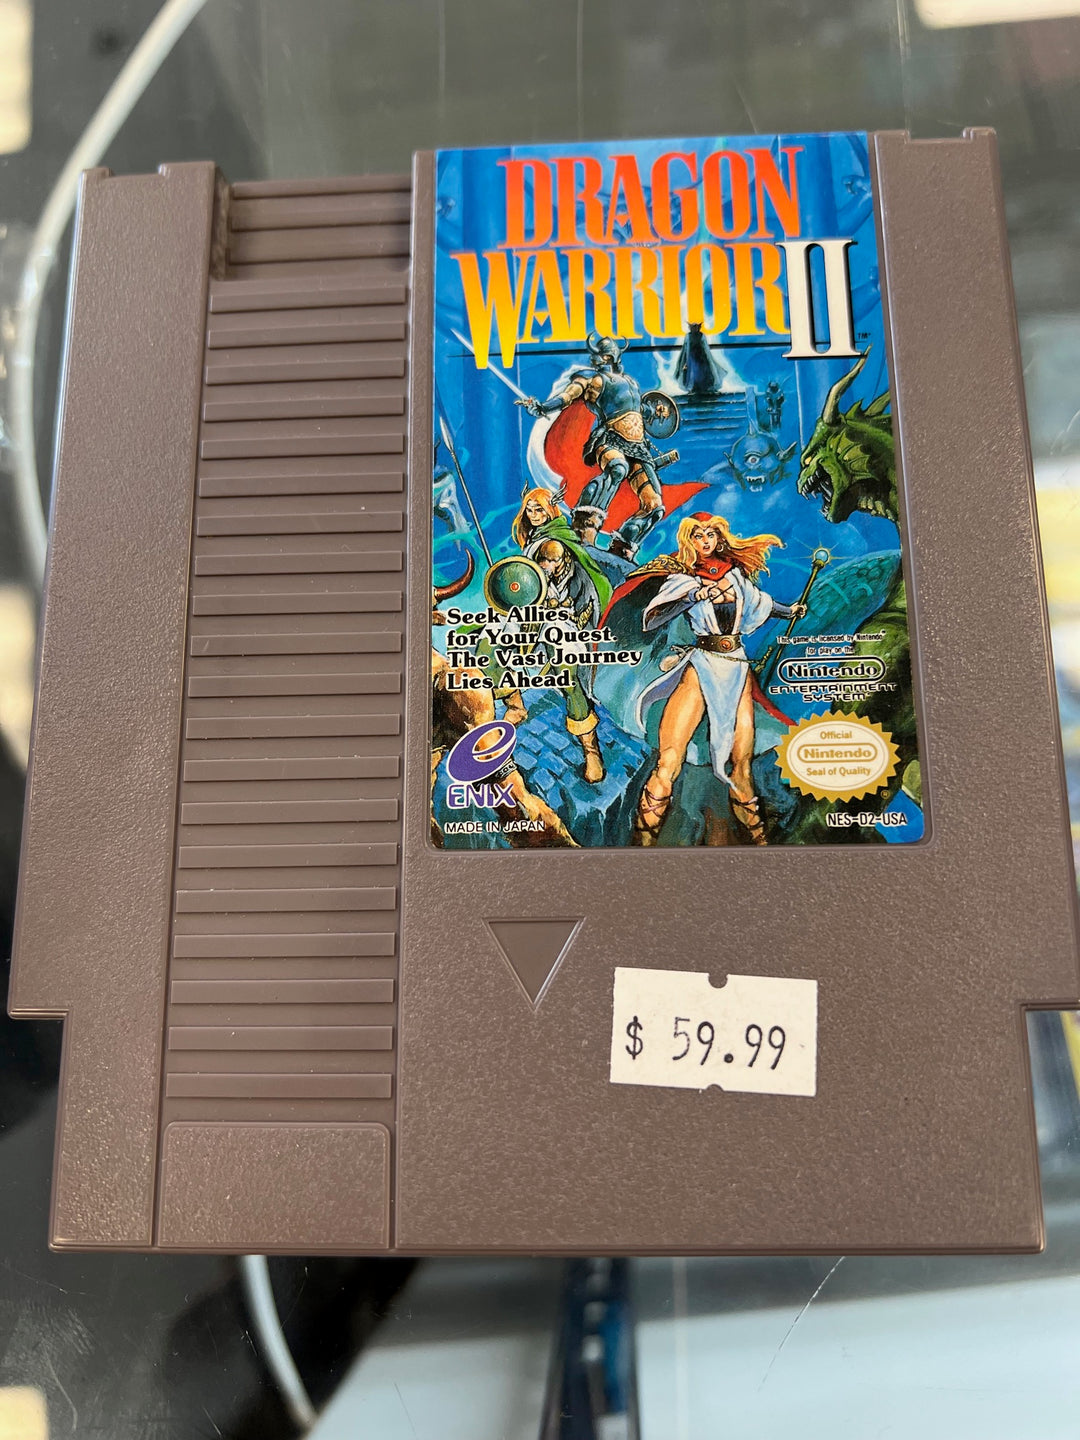 DRAGON
WARRIOR II
TM
Seek Allies
for Your Quest.
The Vast Journey
Lies Ahead.
This game is licensed by Nintendo
for play on the
Nintendo
ENTERTAINMENT
SYSTEM
Official
Nintendo
Seal of Quality
ENIX
MADE IN JAPAN
NES-D2-USA
$ 59.99